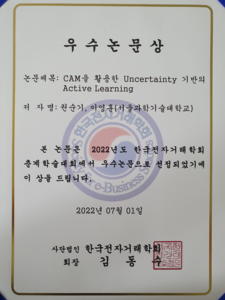 우수논문상
논문제목: CAM을 활용한 Uncertainty 기반의
Active Learning
저 자 명: 권순기, 이영훈(서울과학기술대학교)
본 논문은 2022년도 한국전자거래학회
춘계학술대회에서 우수논문으로 선정되었기에
이 상을 드립니다.
2022년 07월 01일
사단법인 한국전자거래학회
회장 김동수